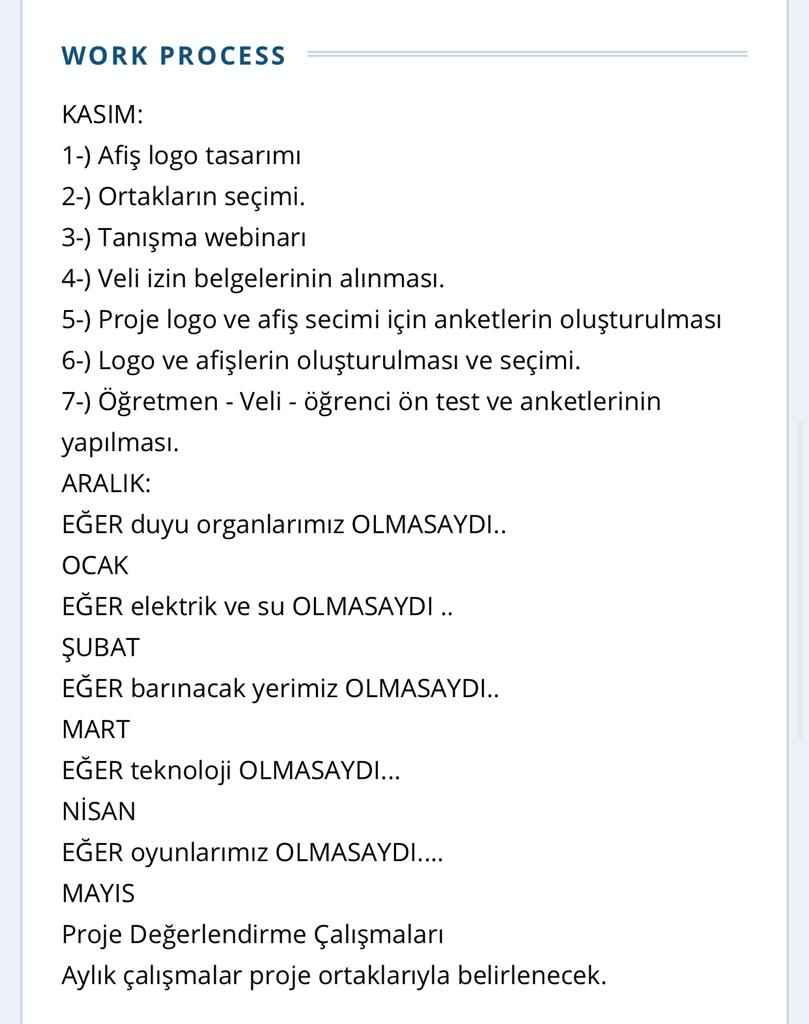 WORK PROCESS
KASIM:
1-) Afiş logo tasarımı
2-) Ortakların seçimi.
3-) Tanışma webinarı
4-) Veli izin belgelerinin alınması.
5-) Proje logo ve afiş secimi için anketlerin oluşturulması
6-) Logo ve afişlerin oluşturulması ve seçimi.
7-) Öğretmen - Veli - öğrenci ön test ve anketlerinin
yapılması.
ARALIK:
EĞER duyu organlarımız OLMASAYDI..
OCAK
EĞER elektrik ve su OLMASAYDI ..
ŞUBAT
EĞER barınacak yerimiz OLMASAYDI..
MART
EĞER teknoloji OLMASAYDI...
NİSAN
EĞER oyunlarımız OLMASAYDI....
MAYIS
Proje Değerlendirme Çalışmaları
Aylık çalışmalar proje ortaklarıyla belirlenecek.